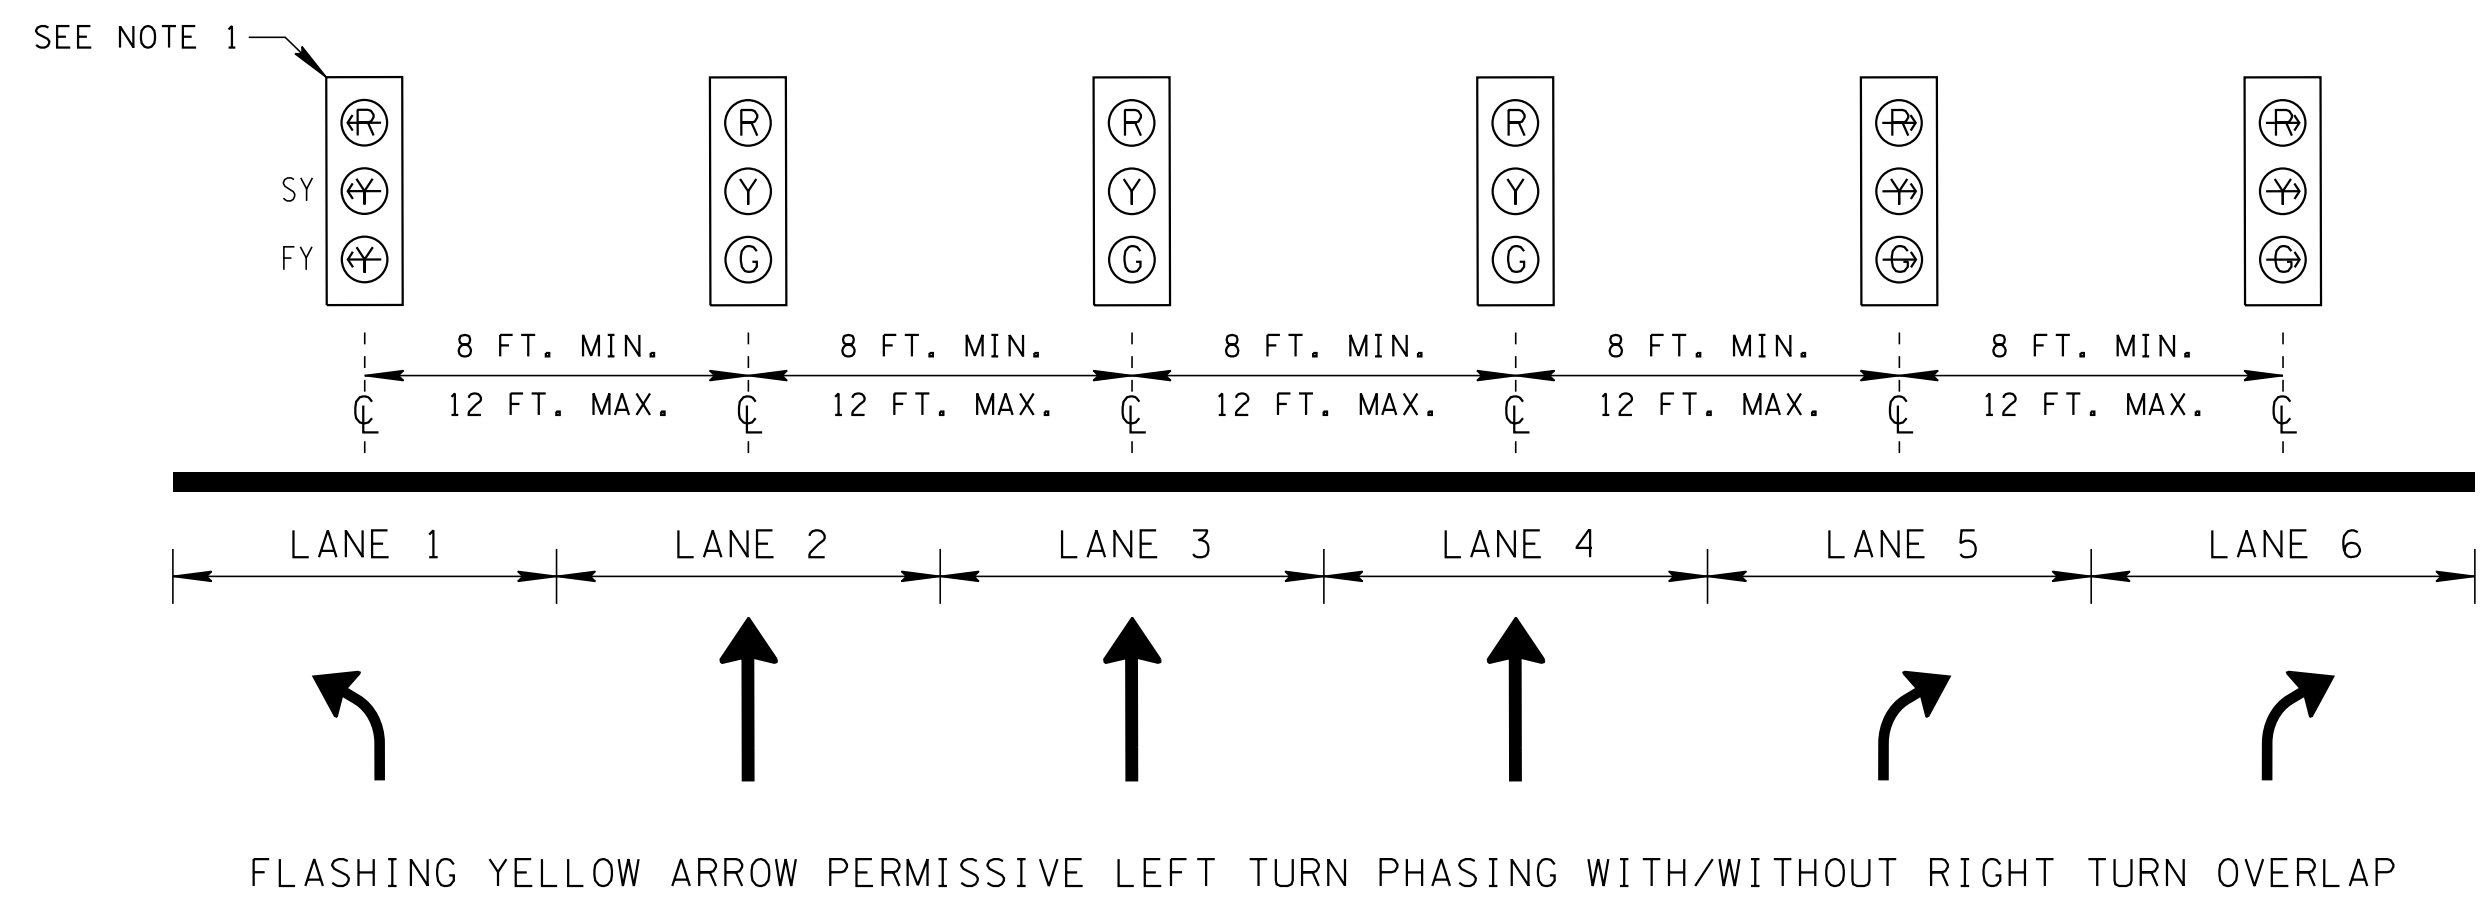 SEE NOTE 1
R R R R R R
SY Y Y Y Y Y Y
FY Y G G G G G
8 FT. MIN. 8 FT. MIN. 8 FT. MIN. 8 FT. MIN. 8 FT. MIN.
12 FT. MAX. 12 FT. MAX. 12 FT. MAX. 12 FT. MAX. 12 FT. MAX.
CL CL CL CL CL CL
LANE 1 LANE 2 LANE 3 LANE 4 LANE 5 LANE 6
FLASHING YELLOW ARROW PERMISSIVE LEFT TURN PHASING WITH/WITHOUT RIGHT TURN OVERLAP